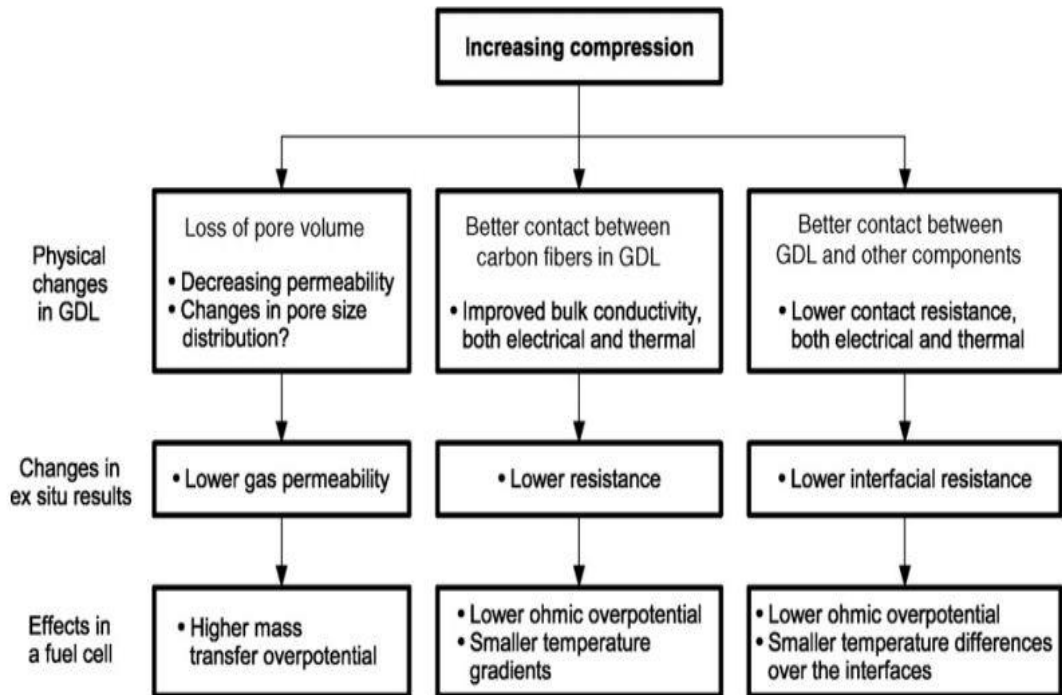 Increasing compression
Physical
changes
in GDL
Loss of pore volume
• Decreasing permeability
• Changes in pore size
distribution?
Better contact between
carbon fibers in GDL
• Improved bulk conductivity,
both electrical and thermal
Better contact between
GDL and other components
• Lower contact resistance,
both electrical and thermal
Changes in
ex situ results
• Lower gas permeability
• Lower resistance
• Lower interfacial resistance
Effects in
a fuel cell
• Higher mass
transfer overpotential
• Lower ohmic overpotential
• Smaller temperature
gradients
• Lower ohmic overpotential
• Smaller temperature differences
over the interfaces